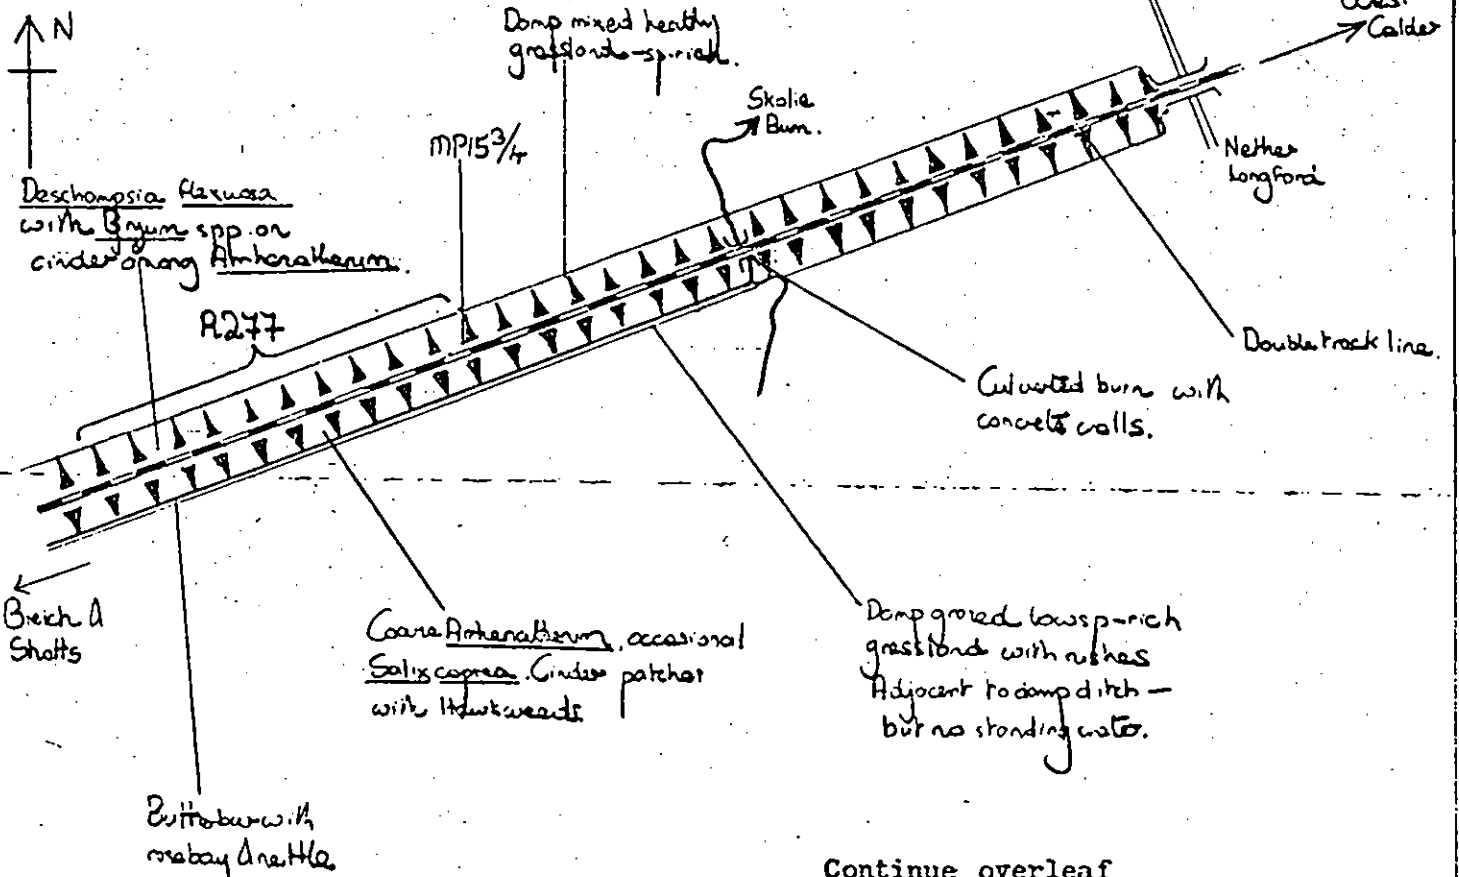 N
Damp mixed heathy
grassland - sp. rich.
West
Calder
Skolie
Burn.
MP15 3/4
Nether
Longford
Deschampsia flexuosa
with Bryum spp. on
cinder among Arrhenatherum.
R277
Double track line.
Culverted burn with
concrete walls.
Breich &
Shotts
Coarse Arrhenatherum, occasional
Salix caprea. Cinder patches
with Hawkweeds
Damp grazed low sp-rich
grassland with rushes
Adjacent to damp ditch —
but no standing water.
Butterbur with
rosebay & nettle
Continue overleaf